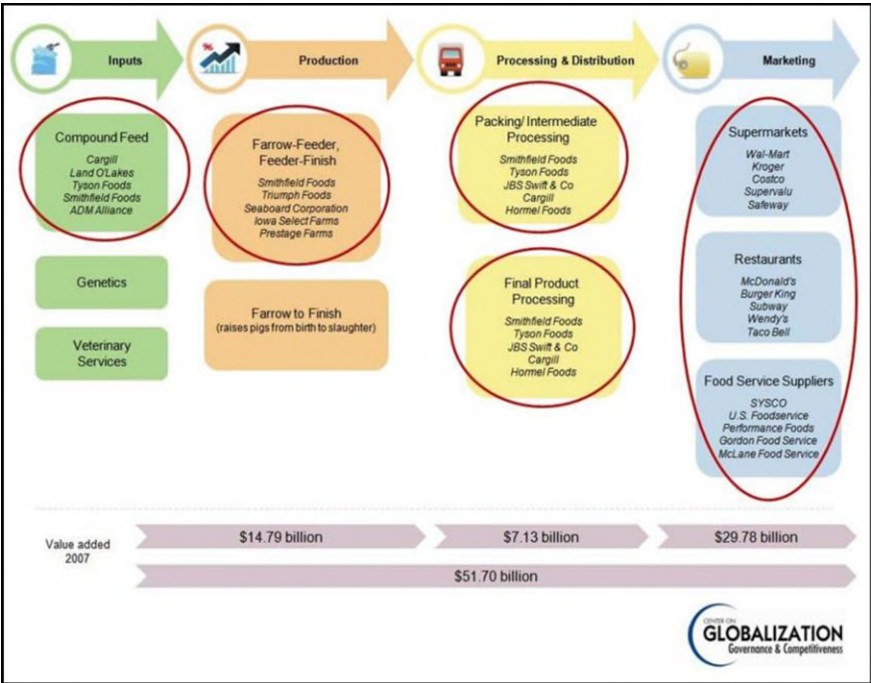 Inputs
Production
Processing & Distribution
Marketing
Compound Feed
Cargill
Land O'Lakes
Tyson Foods
Smithfield Foods
ADM Alliance
Genetics
Veterinary
Services
%
Farrow-Feeder,
Feeder-Finish
Smithfield Foods
Triumph Foods
Seaboard Corporation
Iowa Select Farms
Prestage Farms
Farrow to Finish
(raises pigs from birth to slaughter)
Packing/ Intermediate
Processing
Smithfield Foods
Tyson Foods
JBS Swift & Co
Cargill
Hormel Foods
Final Product
Processing
Smithfield Foods
Tyson Foods
JBS Swift & Co
Cargill
Hormel Foods
Supermarkets
Wal-Mart
Kroger
Costco
Supervalu
Safeway
Restaurants
McDonald's
Burger King
Subway
Wendy's
Taco Bell
Food Service Suppliers
SYSCO
U.S. Foodservice
Performance Foods
Gordon Food Service
McLane Food Service
Value added
2007
$14.79 billion
$7.13 billion
$29.78 billion
$51.70 billion
CENTER ON
GLOBALIZATION
Governance & Competitiveness